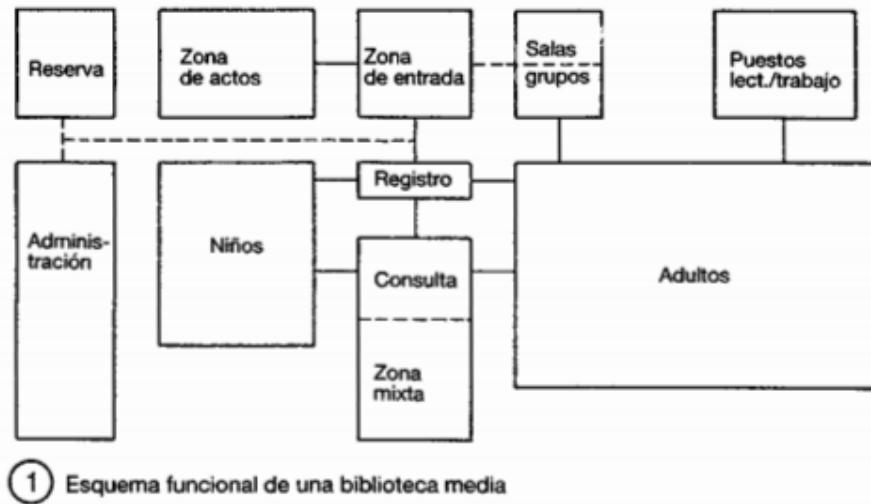 Reserva
Zona
de actos
Zona
de entrada
Salas
grupos
Puestos
lect./trabajo
Registro
Adminis-
tración
Niños
Consulta
Adultos
Zona
mixta
1 Esquema funcional de una biblioteca media